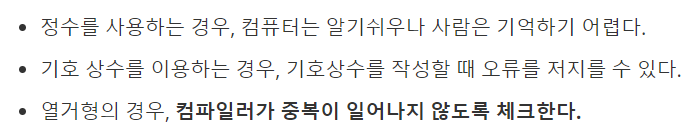 정수를 사용하는 경우, 컴퓨터는 알기쉬우나 사람은 기억하기 어렵다.
기호 상수를 이용하는 경우, 기호상수를 작성할 때 오류를 저지를 수 있다.
열거형의 경우, 컴파일러가 중복이 일어나지 않도록 체크한다.